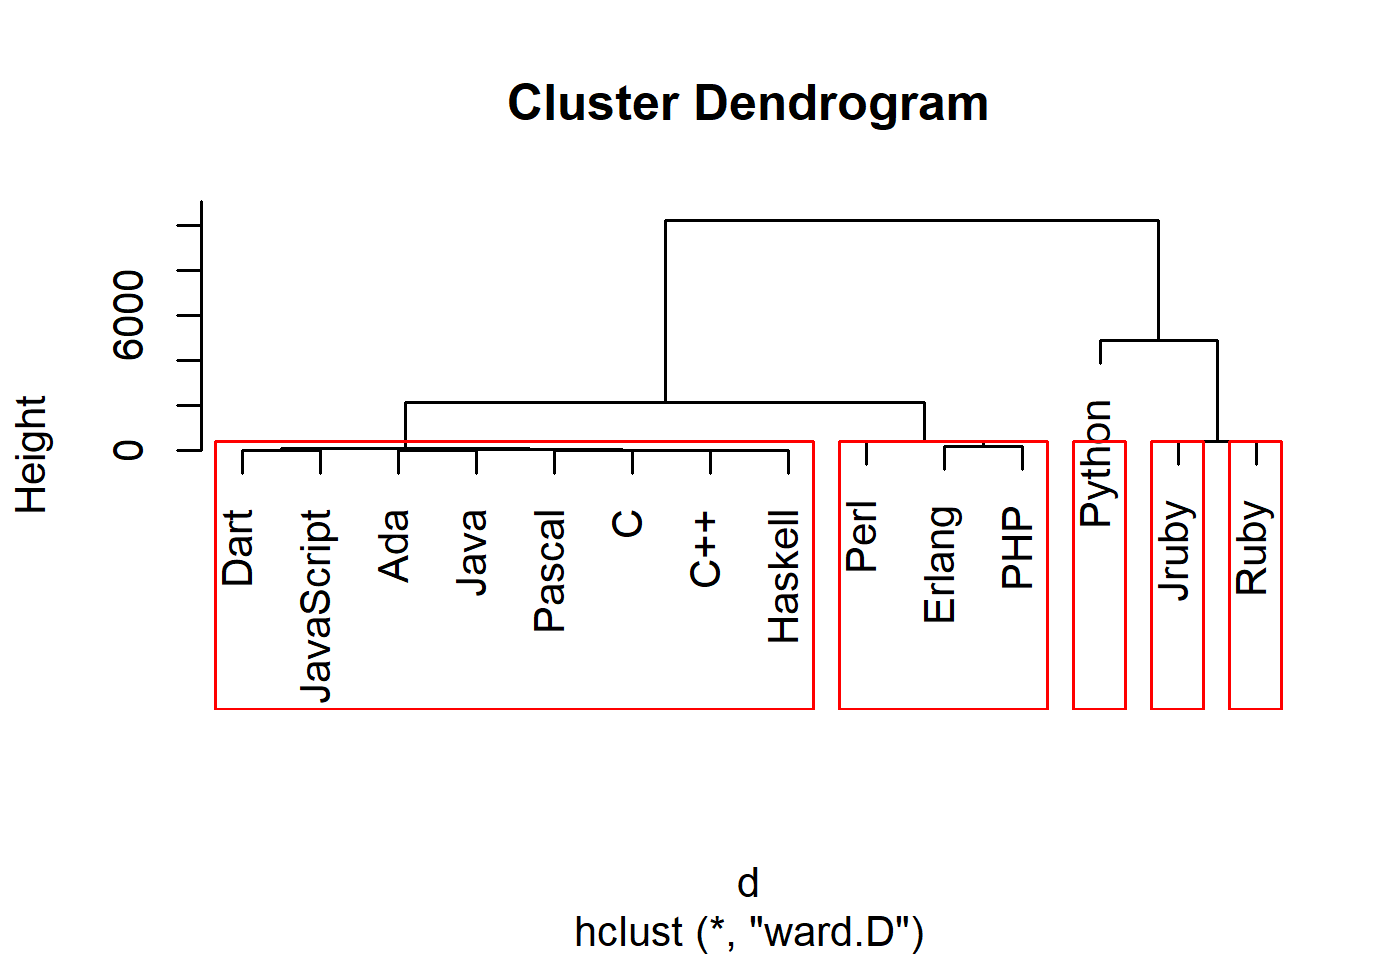 Cluster Dendrogram
Height
6000
0
Dart
JavaScript
Ada
Java
Pascal
C
C++
Haskell
Perl
Erlang
PHP
Python
Jruby
Ruby
d
hclust (*, "ward.D")